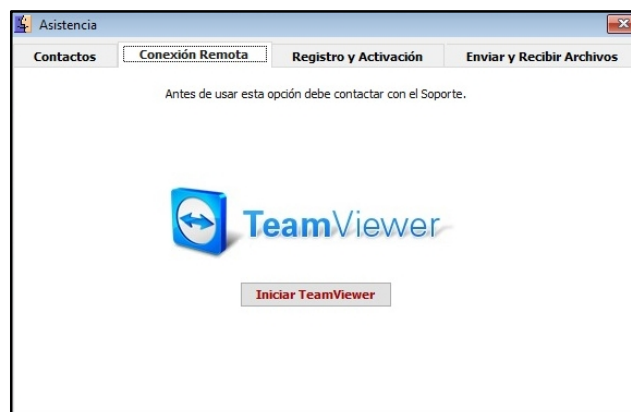 Asistencia
Contactos Conexión Remota Registro y Activación Enviar y Recibir Archivos
Antes de usar esta opción debe contactar con el Soporte.
TeamViewer
Iniciar TeamViewer